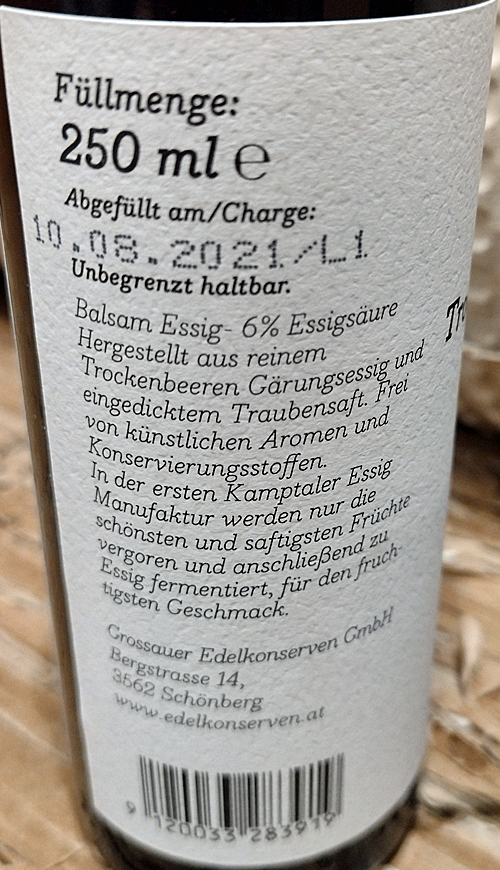 Füllmenge:
250 ml ℮
Abgefüllt am/Charge:
10.08.2021/L1
Unbegrenzt haltbar.
Balsam Essig- 6% Essigsäure
Hergestellt aus reinem
Trockenbeeren Gärungsessig und
eingedicktem Traubensaft. Frei
von künstlichen Aromen und
Konservierungsstoffen.
In der ersten Kamptaler Essig
Manufaktur werden nur die
schönsten und saftigsten Früchte
vergoren und anschließend zu
Essig fermentiert, für den fruch-
tigsten Geschmack.
Grossauer Edelkonserven GmbH
Bergstrasse 14,
3562 Schönberg
www.edelkonserven.at
9 120033 283919